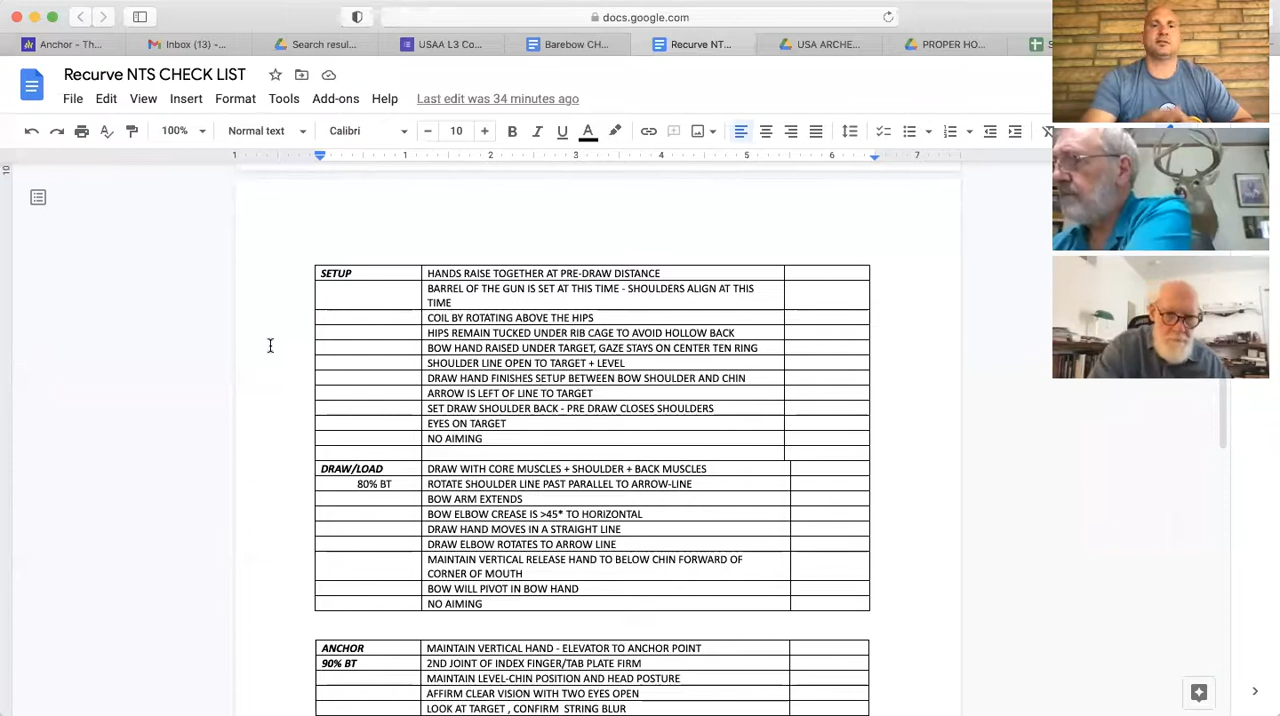 docs.google.com
Anchor - Th...
Inbox (13) -...
Search resul...
USAA L3 Co...
Barebow CH...
Recurve NT...
USA ARCHE...
PROPER HO...
S
Recurve NTS CHECK LIST
File Edit View Insert Format Tools Add-ons Help Last edit was 34 minutes ago
100% Normal text Calibri 10 B I U A
1 1 2 3 4 5 6 7
10
SETUP HANDS RAISE TOGETHER AT PRE-DRAW DISTANCE
BARREL OF THE GUN IS SET AT THIS TIME - SHOULDERS ALIGN AT THIS
TIME
COIL BY ROTATING ABOVE THE HIPS
HIPS REMAIN TUCKED UNDER RIB CAGE TO AVOID HOLLOW BACK
BOW HAND RAISED UNDER TARGET, GAZE STAYS ON CENTER TEN RING
SHOULDER LINE OPEN TO TARGET + LEVEL
DRAW HAND FINISHES SETUP BETWEEN BOW SHOULDER AND CHIN
ARROW IS LEFT OF LINE TO TARGET
SET DRAW SHOULDER BACK - PRE DRAW CLOSES SHOULDERS
EYES ON TARGET
NO AIMING
DRAW/LOAD DRAW WITH CORE MUSCLES + SHOULDER + BACK MUSCLES
80% BT ROTATE SHOULDER LINE PAST PARALLEL TO ARROW-LINE
BOW ARM EXTENDS
BOW ELBOW CREASE IS >45* TO HORIZONTAL
DRAW HAND MOVES IN A STRAIGHT LINE
DRAW ELBOW ROTATES TO ARROW LINE
MAINTAIN VERTICAL RELEASE HAND TO BELOW CHIN FORWARD OF
CORNER OF MOUTH
BOW WILL PIVOT IN BOW HAND
NO AIMING
ANCHOR MAINTAIN VERTICAL HAND - ELEVATOR TO ANCHOR POINT
90% BT 2ND JOINT OF INDEX FINGER/TAB PLATE FIRM
MAINTAIN LEVEL-CHIN POSITION AND HEAD POSTURE
AFFIRM CLEAR VISION WITH TWO EYES OPEN
LOOK AT TARGET , CONFIRM STRING BLUR